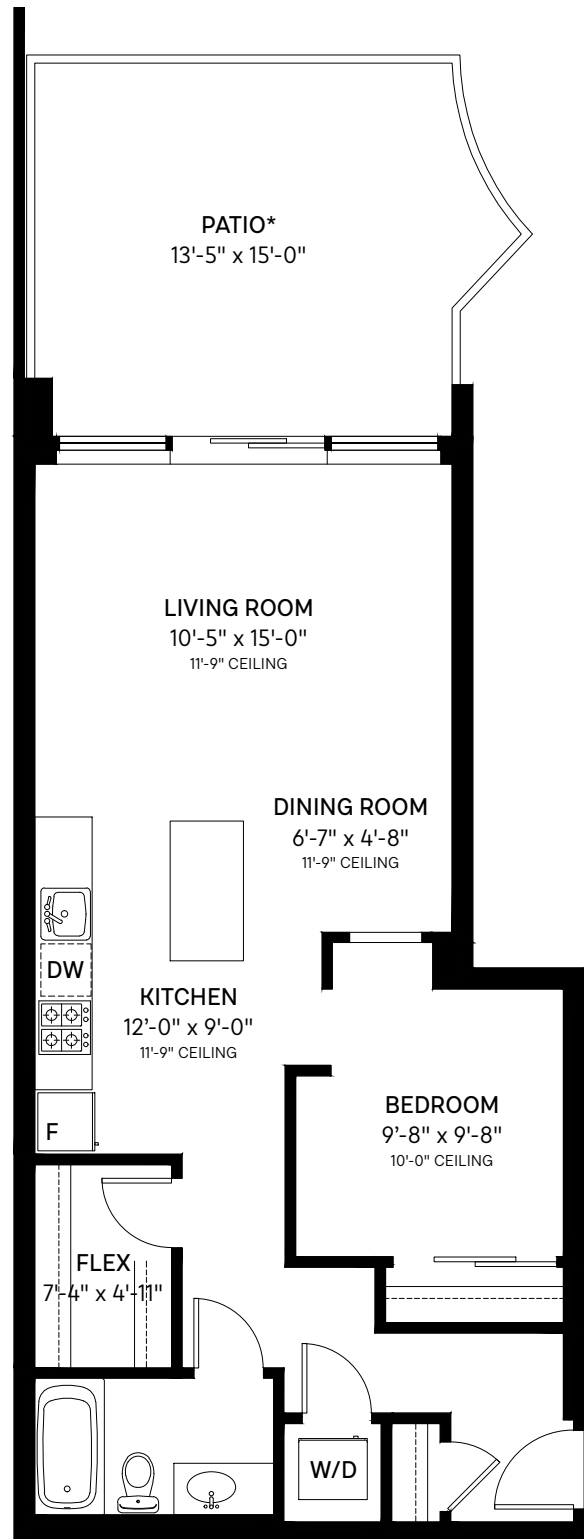 PATIO*
13'-5" x 15'-0"
LIVING ROOM
10'-5" x 15'-0"
11'-9" CEILING
DINING ROOM
6'-7" x 4'-8"
11'-9" CEILING
DW
KITCHEN
12’-0" x 9'-0"
11'-9" CEILING
F
BEDROOM
9’-8" x 9'-8"
10'-0" CEILING
FLEX
7'-4" x 4'-11"
W/D